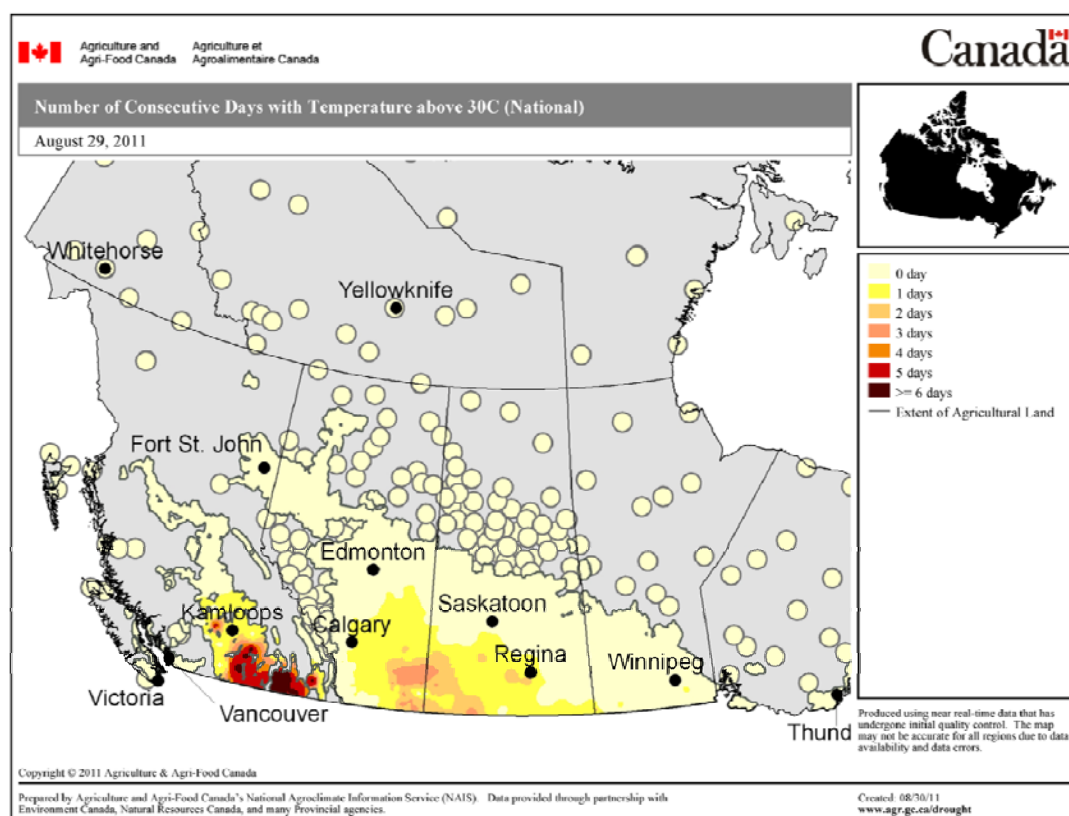 Agriculture and Agriculture et
Agri-Food Canada Agroalimentaire Canada
Canada
Number of Consecutive Days with Temperature above 30C (National)
August 29, 2011
Whitehorse
Yellowknife
Fort St. John
Edmonton
Saskatoon
Kamloops
Calgary
Regina
Winnipeg
Victoria
Vancouver
Thund
0 day
1 days
2 days
3 days
4 days
5 days
>= 6 days
Extent of Agricultural Land
Produced using near real-time data that has
undergone initial quality control. The map
may not be accurate for all regions due to data
availability and data errors.
Copyright © 2011 Agriculture & Agri-Food Canada
Prepared by Agriculture and Agri-Food Canada's National Agroclimate Information Service (NAIS). Data provided through partnership with
Environment Canada, Natural Resources Canada, and many Provincial agencies.
Created: 08/30/11
www.agr.gc.ca/drought